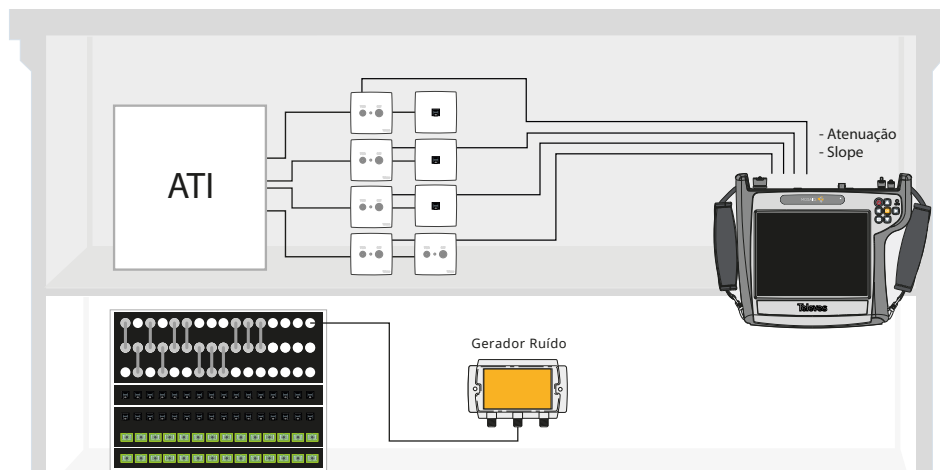 ATI
- Atenuação
- Slope
Televes
Gerador Ruído